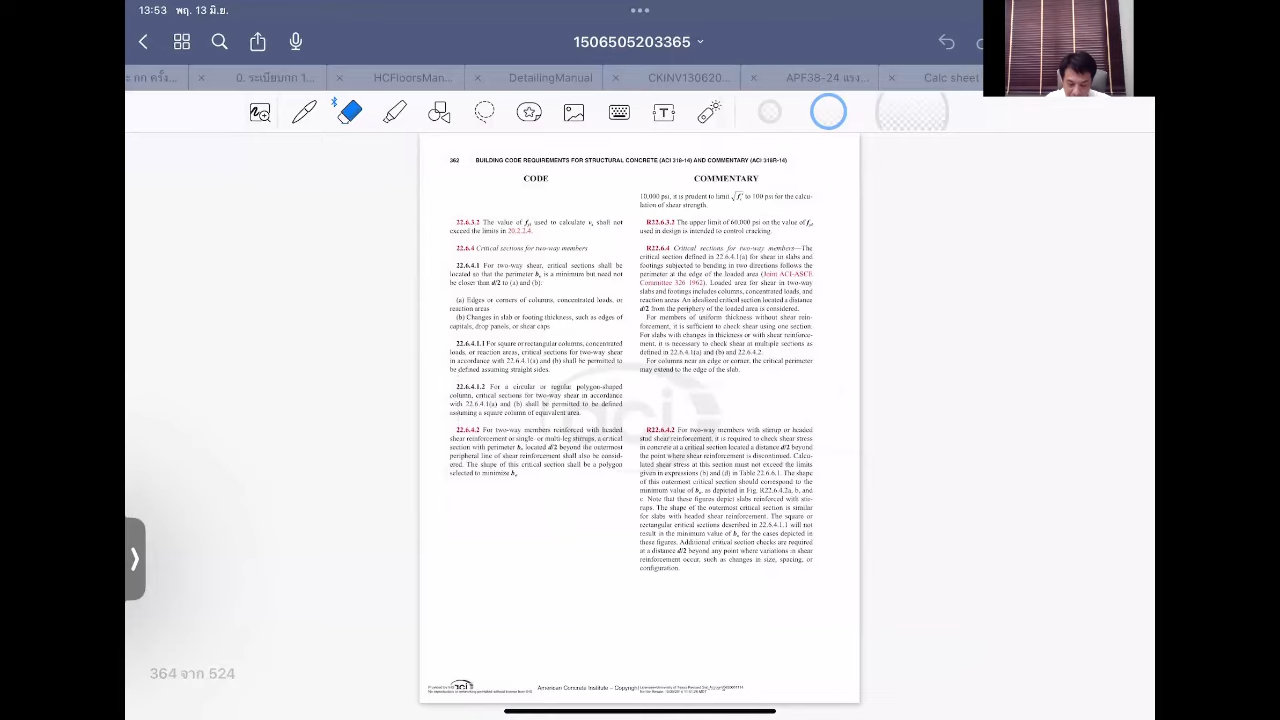 13:53 พฤ. 13 มิ.ย.
1506505203365
0. ระเบียบกก 1...
HCFloorsMan...
DetailingManual
CKINV130620...
APF38-24 แรง...
Calc sheet
362 BUILDING CODE REQUIREMENTS FOR STRUCTURAL CONCRETE (ACI 318-14) AND COMMENTARY (ACI 318R-14)
CODE
22.6.3.2 The value of fyt used to calculate vs shall not
exceed the limits in 20.2.2.4.
22.6.4 Critical sections for two-way members
22.6.4.1 For two-way shear, critical sections shall be
located so that the perimeter bo is a minimum but need not
be closer than d/2 to (a) and (b):
(a) Edges or corners of columns, concentrated loads, or
reaction areas
(b) Changes in slab or footing thickness, such as edges of
capitals, drop panels, or shear caps
22.6.4.1.1 For square or rectangular columns, concentrated
loads, or reaction areas, critical sections for two-way shear
in accordance with 22.6.4.1(a) and (b) shall be permitted to
be defined assuming straight sides.
22.6.4.1.2 For a circular or regular polygon-shaped
column, critical sections for two-way shear in accordance
with 22.6.4.1(a) and (b) shall be permitted to be defined
assuming a square column of equivalent area.
22.6.4.2 For two-way members reinforced with headed
shear reinforcement or single- or multi-leg stirrups, a critical
section with perimeter bo located d/2 beyond the outermost
peripheral line of shear reinforcement shall also be consid-
ered. The shape of this critical section shall be a polygon
selected to minimize bo.
COMMENTARY
10,000 psi, it is prudent to limit √fc′ to 100 psi for the calcu-
lation of shear strength.
R22.6.3.2 The upper limit of 60,000 psi on the value of fyt
used in design is intended to control cracking.
R22.6.4 Critical sections for two-way members—The
critical section defined in 22.6.4.1(a) for shear in slabs and
footings subjected to bending in two directions follows the
perimeter at the edge of the loaded area (Joint ACI-ASCE
Committee 326 1962). Loaded area for shear in two-way
slabs and footings includes columns, concentrated loads, and
reaction areas. An idealized critical section located a distance
d/2 from the periphery of the loaded area is considered.
For members of uniform thickness without shear rein-
forcement, it is sufficient to check shear using one section.
For slabs with changes in thickness or with shear reinforce-
ment, it is necessary to check shear at multiple sections as
defined in 22.6.4.1(a) and (b) and 22.6.4.2.
For columns near an edge or corner, the critical perimeter
may extend to the edge of the slab.
R22.6.4.2 For two-way members with stirrup or headed
stud shear reinforcement, it is required to check shear stress
in concrete at a critical section located a distance d/2 beyond
the point where shear reinforcement is discontinued. Calcu-
lated shear stress at this section must not exceed the limits
given in expressions (b) and (d) in Table 22.6.6.1. The shape
of this outermost critical section should correspond to the
minimum value of bo, as depicted in Fig. R22.6.4.2a, b, and
c. Note that these figures depict slabs reinforced with stir-
rups. The shape of the outermost critical section is similar
for slabs with headed shear reinforcement. The square or
rectangular critical sections described in 22.6.4.1.1 will not
result in the minimum value of bo for the cases depicted in
these figures. Additional critical section checks are required
at a distance d/2 beyond any point where variations in shear
reinforcement occur, such as changes in size, spacing, or
configuration.
364 จาก 524
American Concrete Institute – Copyright